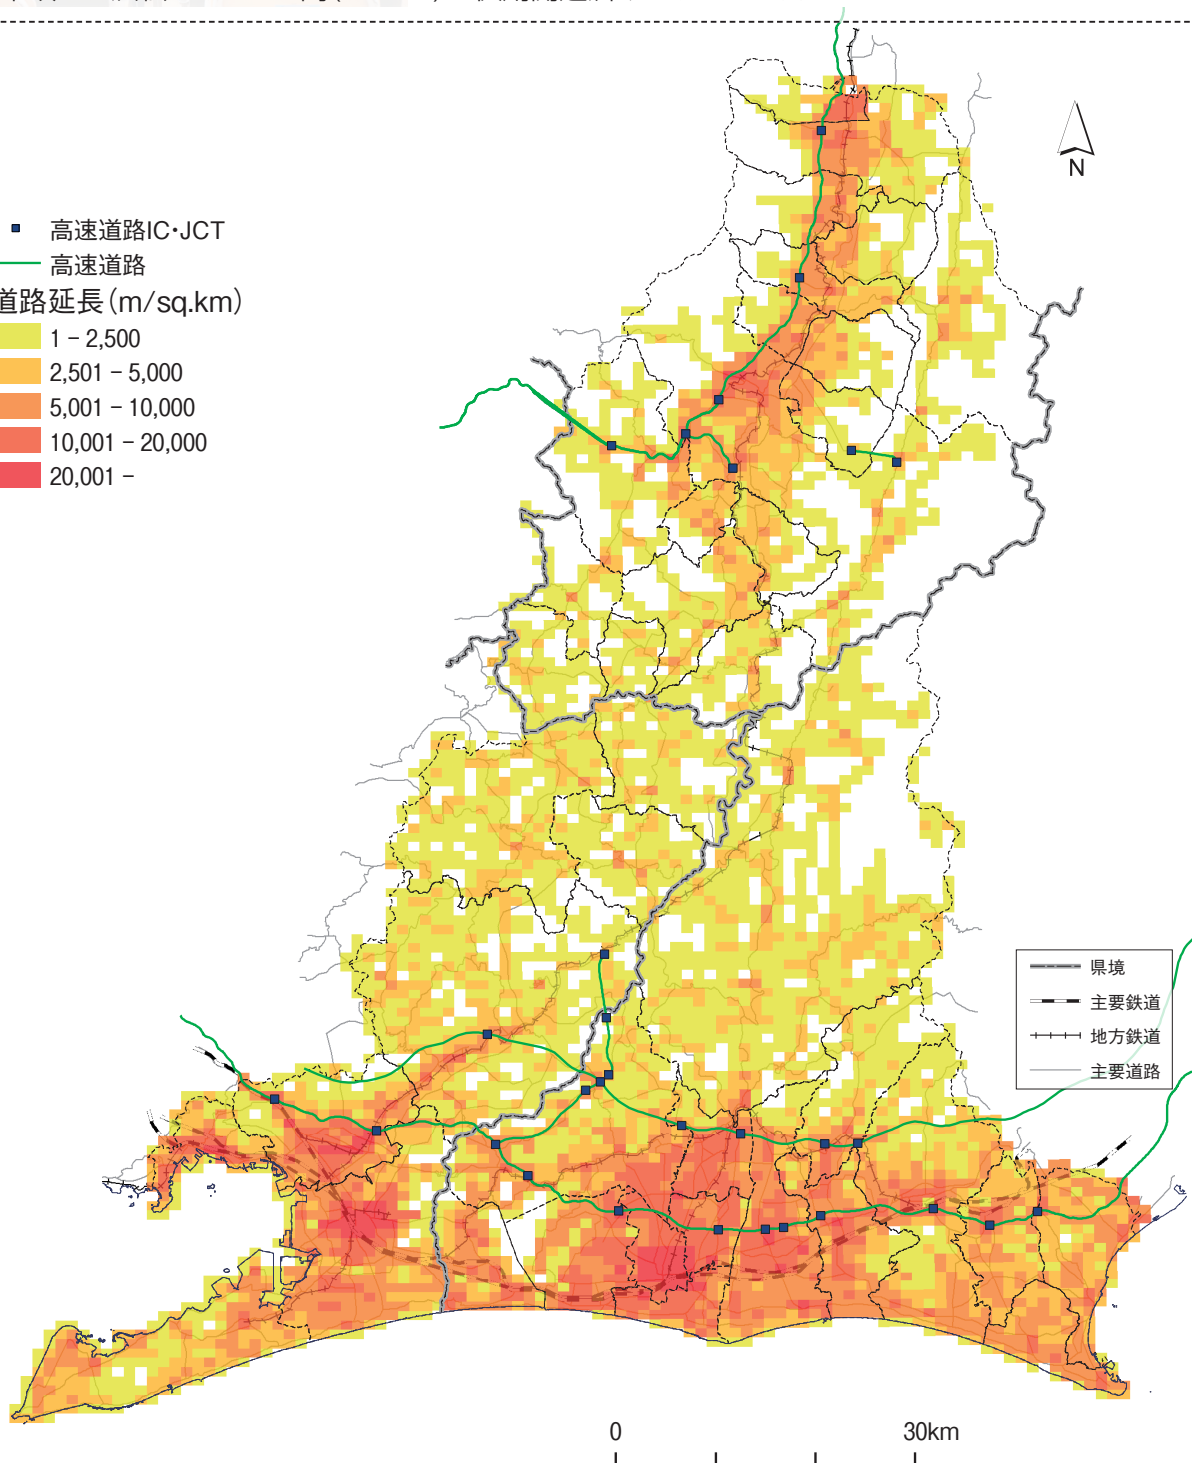 N
高速道路IC・JCT
高速道路
道路延長(m/sq.km)
1 – 2,500
2,501 – 5,000
5,001 – 10,000
10,001 – 20,000
20,001 –
県境
主要鉄道
地方鉄道
主要道路
0 30km